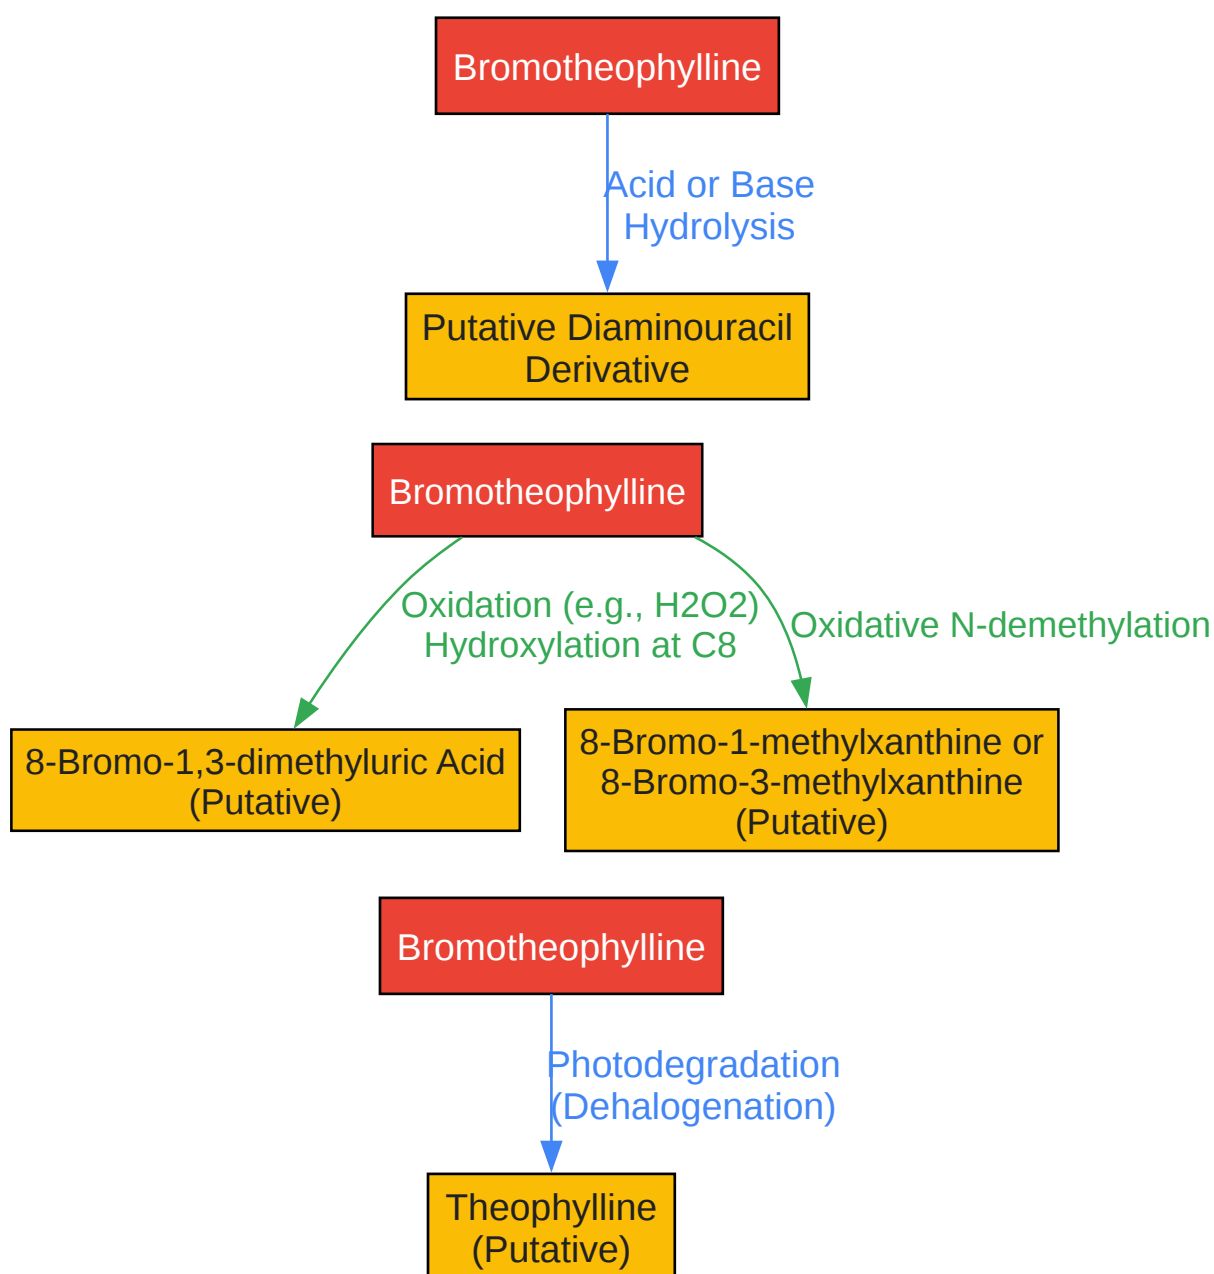 Bromotheophylline
Acid or Base
Hydrolysis
Putative Diaminouracil
Derivative
Bromotheophylline
Oxidation (e.g., H2O2)
Hydroxylation at C8
Oxidative N-demethylation
8-Bromo-1,3-dimethyluric Acid
(Putative)
8-Bromo-1-methylxanthine or
8-Bromo-3-methylxanthine
(Putative)
Bromotheophylline
Photodegradation
(Dehalogenation)
Theophylline
(Putative)